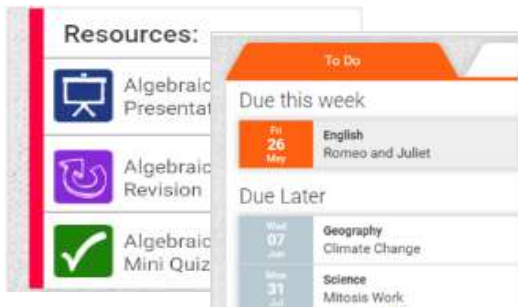 Resources:
Algebraic
Presentat
Algebraic
Revision
Algebraic
Mini Quiz
To Do
Due this week
Fri
26
May
English
Romeo and Juliet
Due Later
Wed
07
Jun
Geography
Climate Change
Mon
31
Jul
Science
Mitosis Work